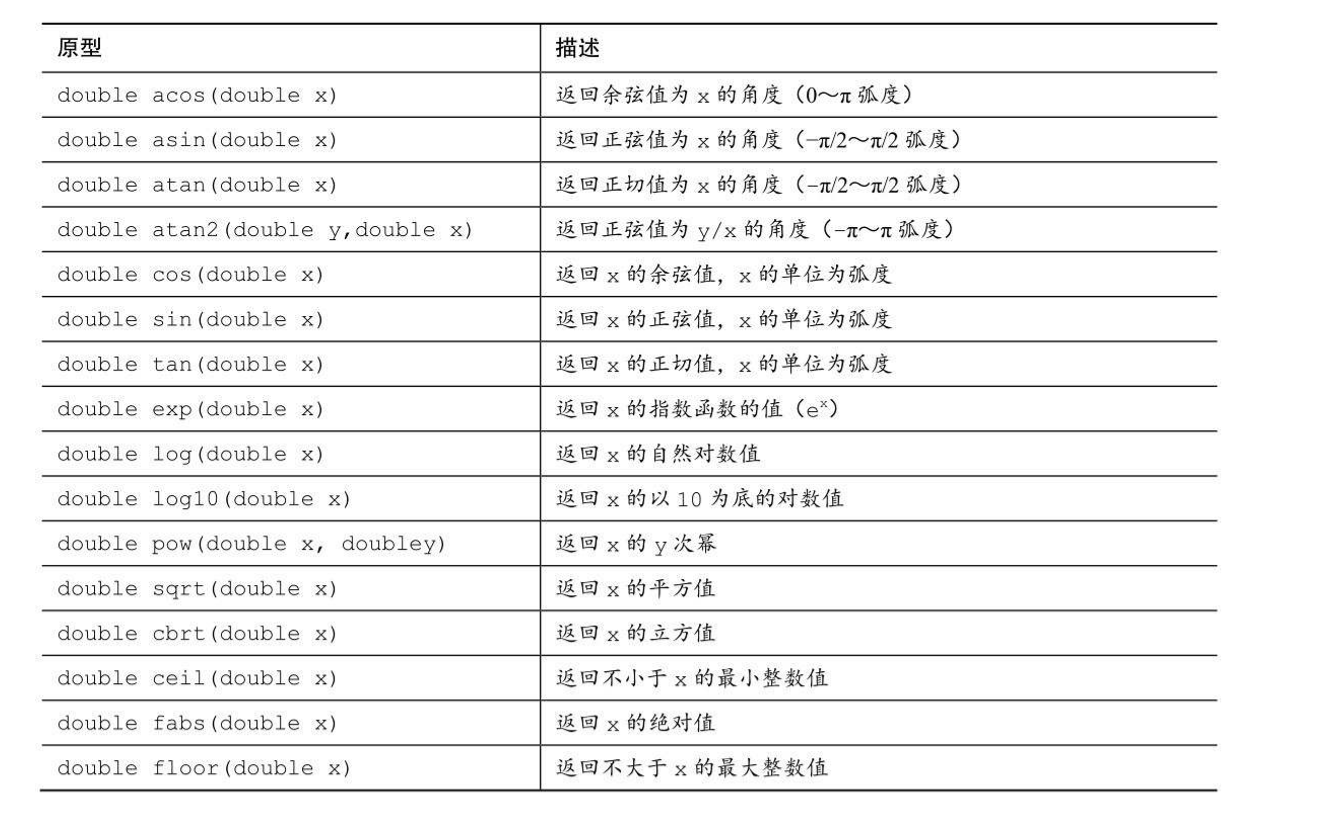 原型 描述
double acos(double x) 返回余弦值为 x 的角度（0～π 弧度）
double asin(double x) 返回正弦值为 x 的角度（−π/2～π/2 弧度）
double atan(double x) 返回正切值为 x 的角度（−π/2～π/2 弧度）
double atan2(double y,double x) 返回正弦值为 y/x 的角度（−π～π 弧度）
double cos(double x) 返回 x 的余弦值，x 的单位为弧度
double sin(double x) 返回 x 的正弦值，x 的单位为弧度
double tan(double x) 返回 x 的正切值，x 的单位为弧度
double exp(double x) 返回 x 的指数函数的值（eˣ）
double log(double x) 返回 x 的自然对数值
double log10(double x) 返回 x 的以 10 为底的对数值
double pow(double x, doubley) 返回 x 的 y 次幂
double sqrt(double x) 返回 x 的平方值
double cbrt(double x) 返回 x 的立方值
double ceil(double x) 返回不小于 x 的最小整数值
double fabs(double x) 返回 x 的绝对值
double floor(double x) 返回不大于 x 的最大整数值